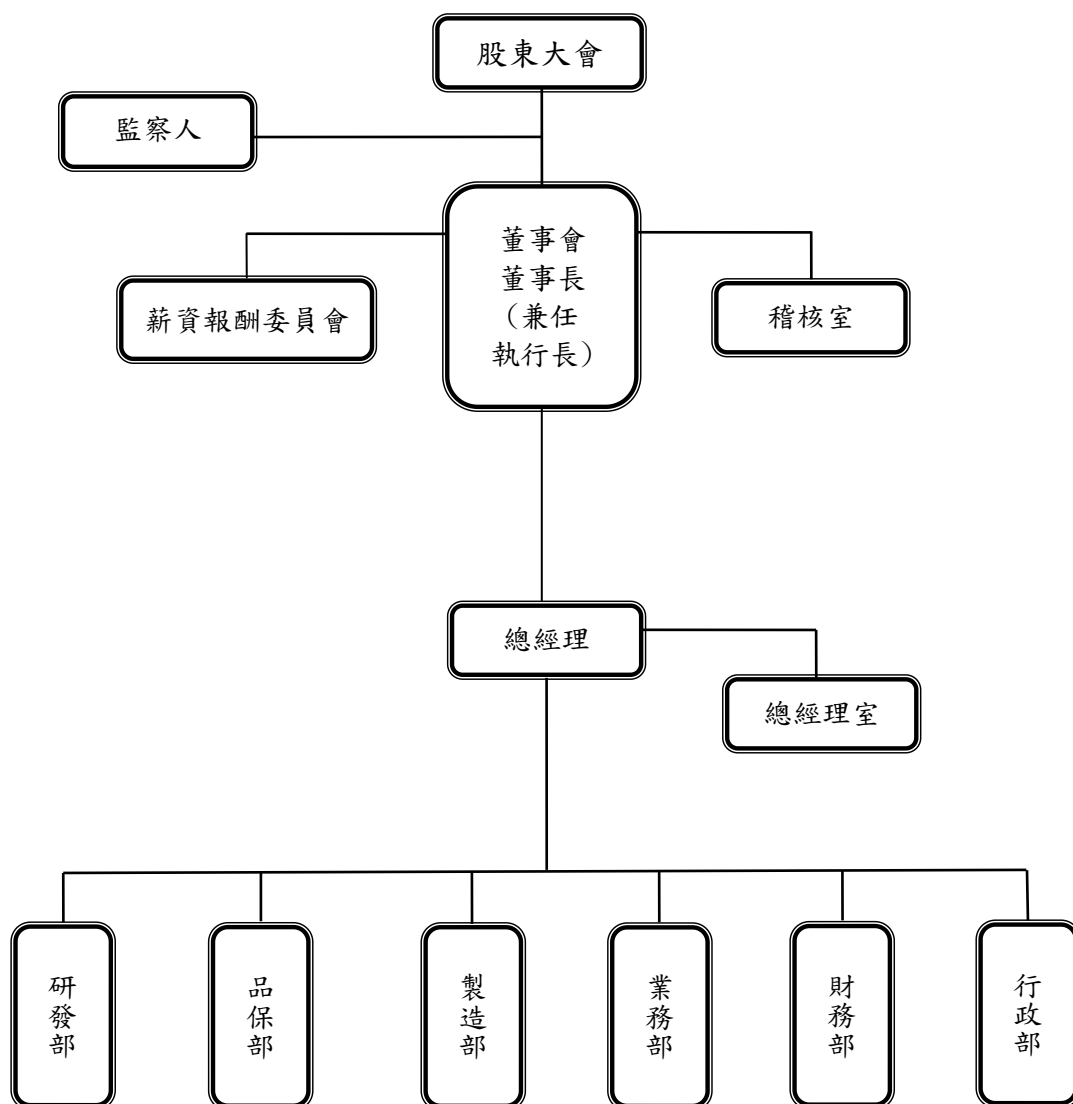 股東大會
監察人
董事會
董事長
（兼任
執行長）
薪資報酬委員會
稽核室
總經理
總經理室
研發部
品保部
製造部
業務部
財務部
行政部